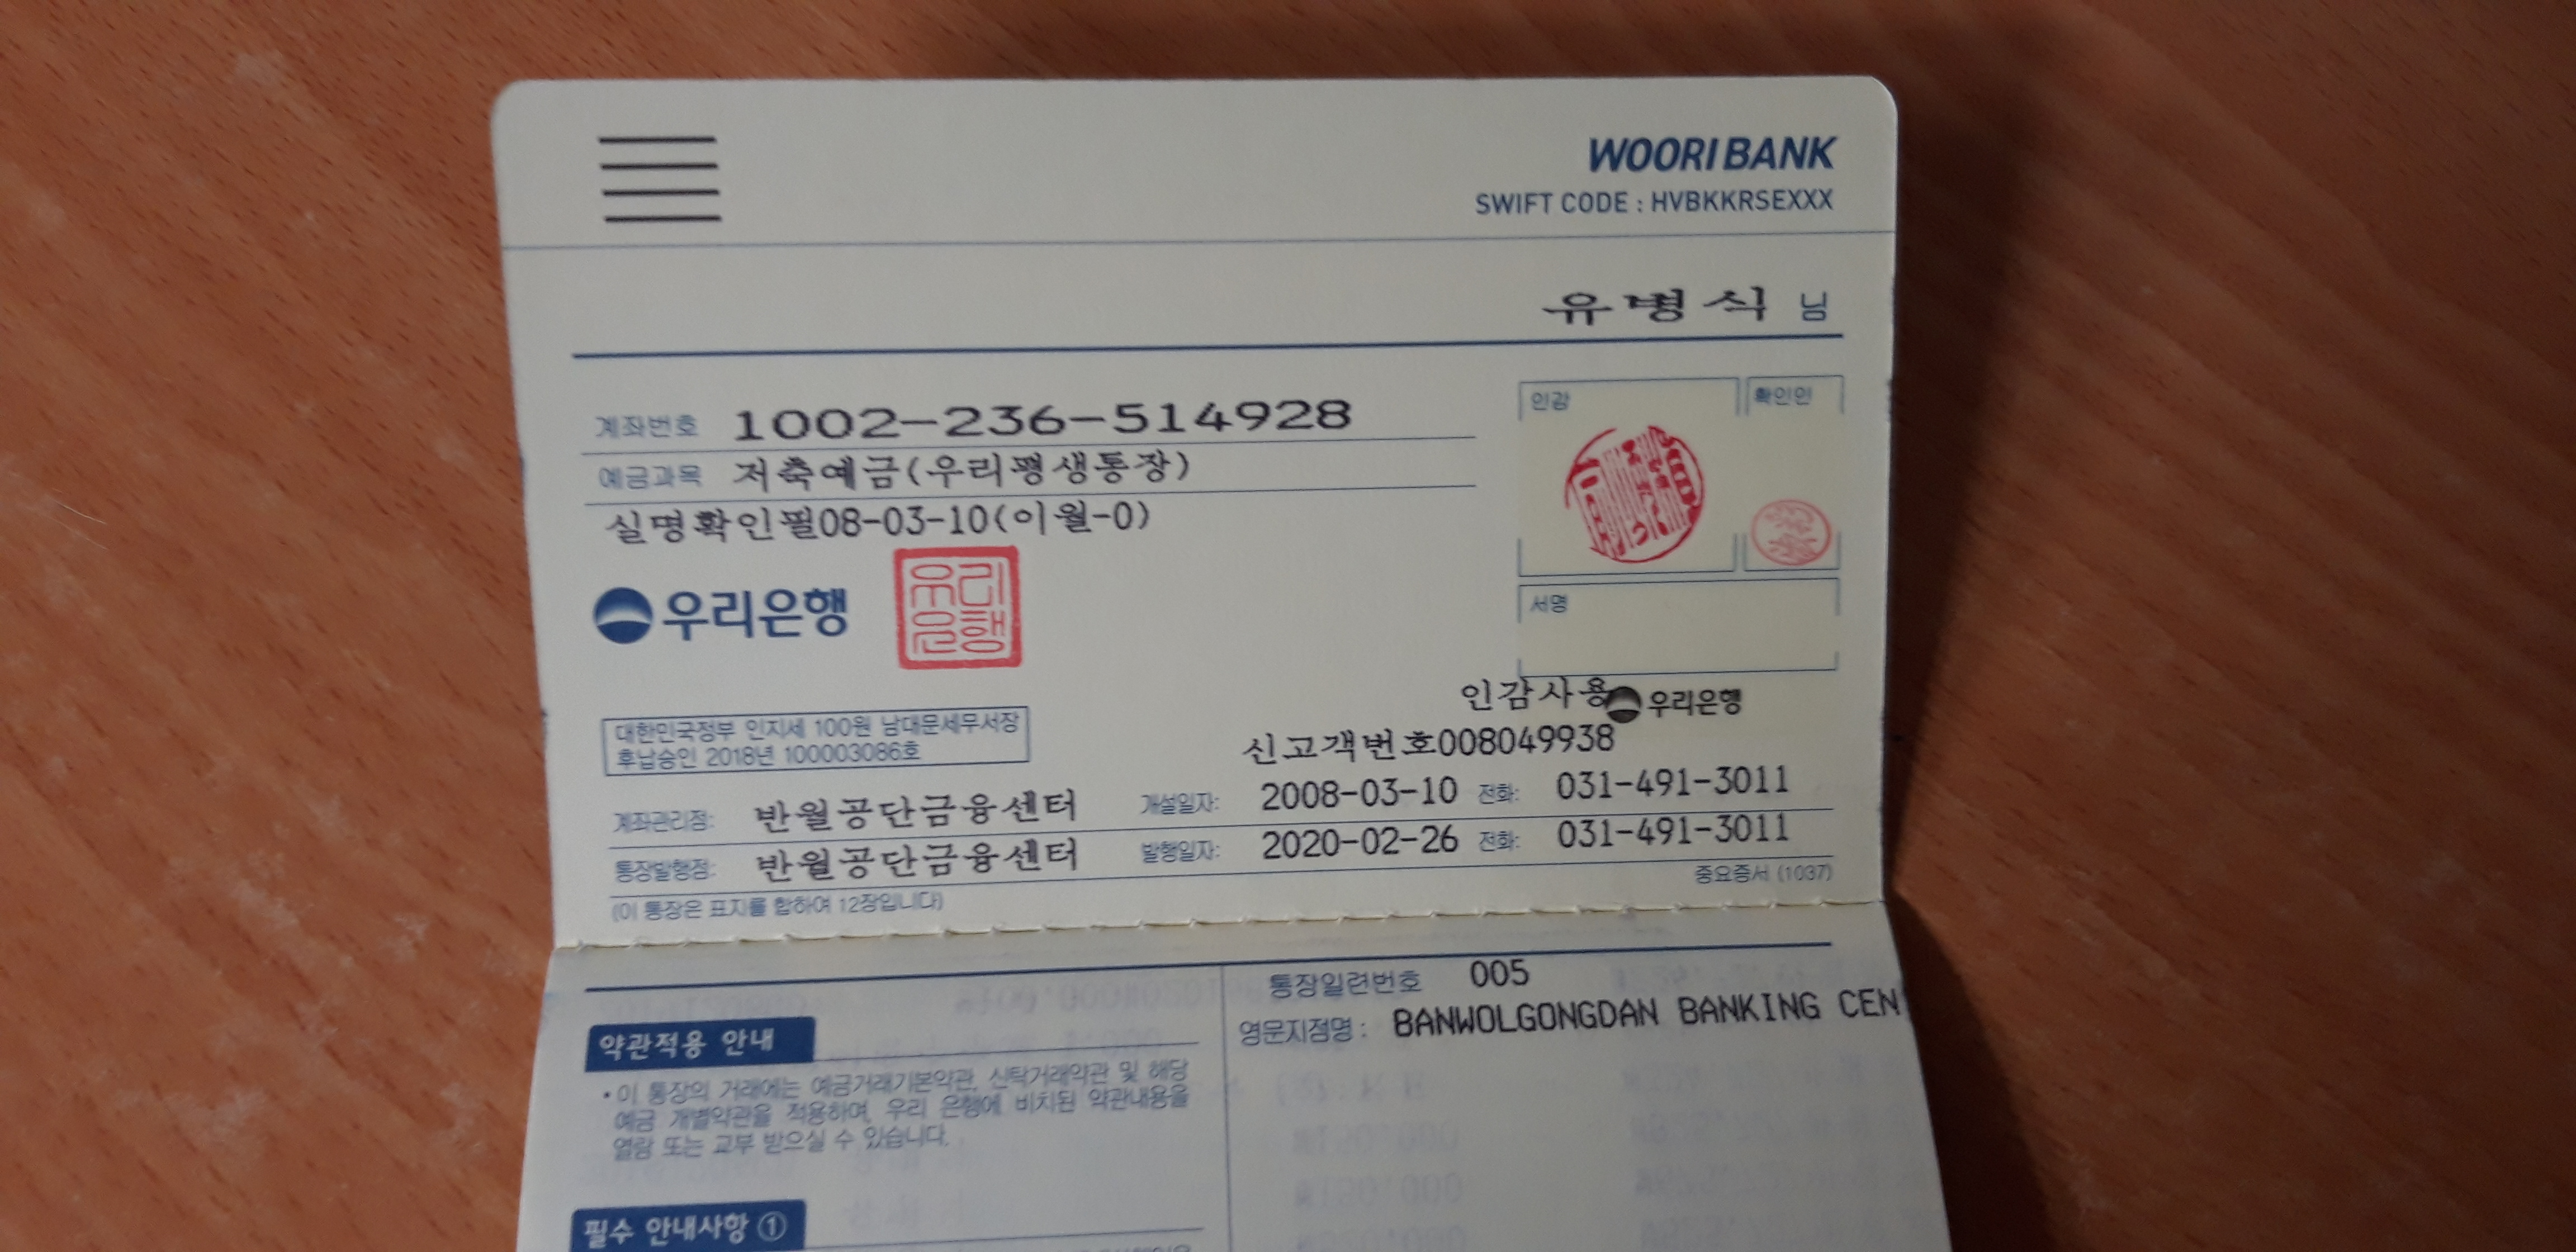 WOORI BANK
SWIFT CODE : HVBKKRSEXXX
유병식 님
계좌번호 1002-236-514928
예금과목 저축예금(우리평생통장)
실명확인필08-03-10(이월-0)
인감 확인인
우리은행
우리은행
서명
인감사용 우리은행
신고객번호008049938
대한민국정부 인지세 100원 남대문세무서장
후납승인 2018년 100003086호
계좌관리점: 반월공단금융센터 개설일자: 2008-03-10 전화: 031-491-3011
통장발행점: 반월공단금융센터 발행일자: 2020-02-26 전화: 031-491-3011
(이 통장은 표지를 합하여 12장입니다) 중요증서 (1037)
통장일련번호 005
영문지점명 : BANWOLGONGDAN BANKING CEN
약관적용 안내
• 이 통장의 거래에는 예금거래기본약관, 신탁거래약관 및 해당
예금 개별약관을 적용하며, 우리 은행에 비치된 약관내용을
열람 또는 교부 받으실 수 있습니다.
필수 안내사항 ①